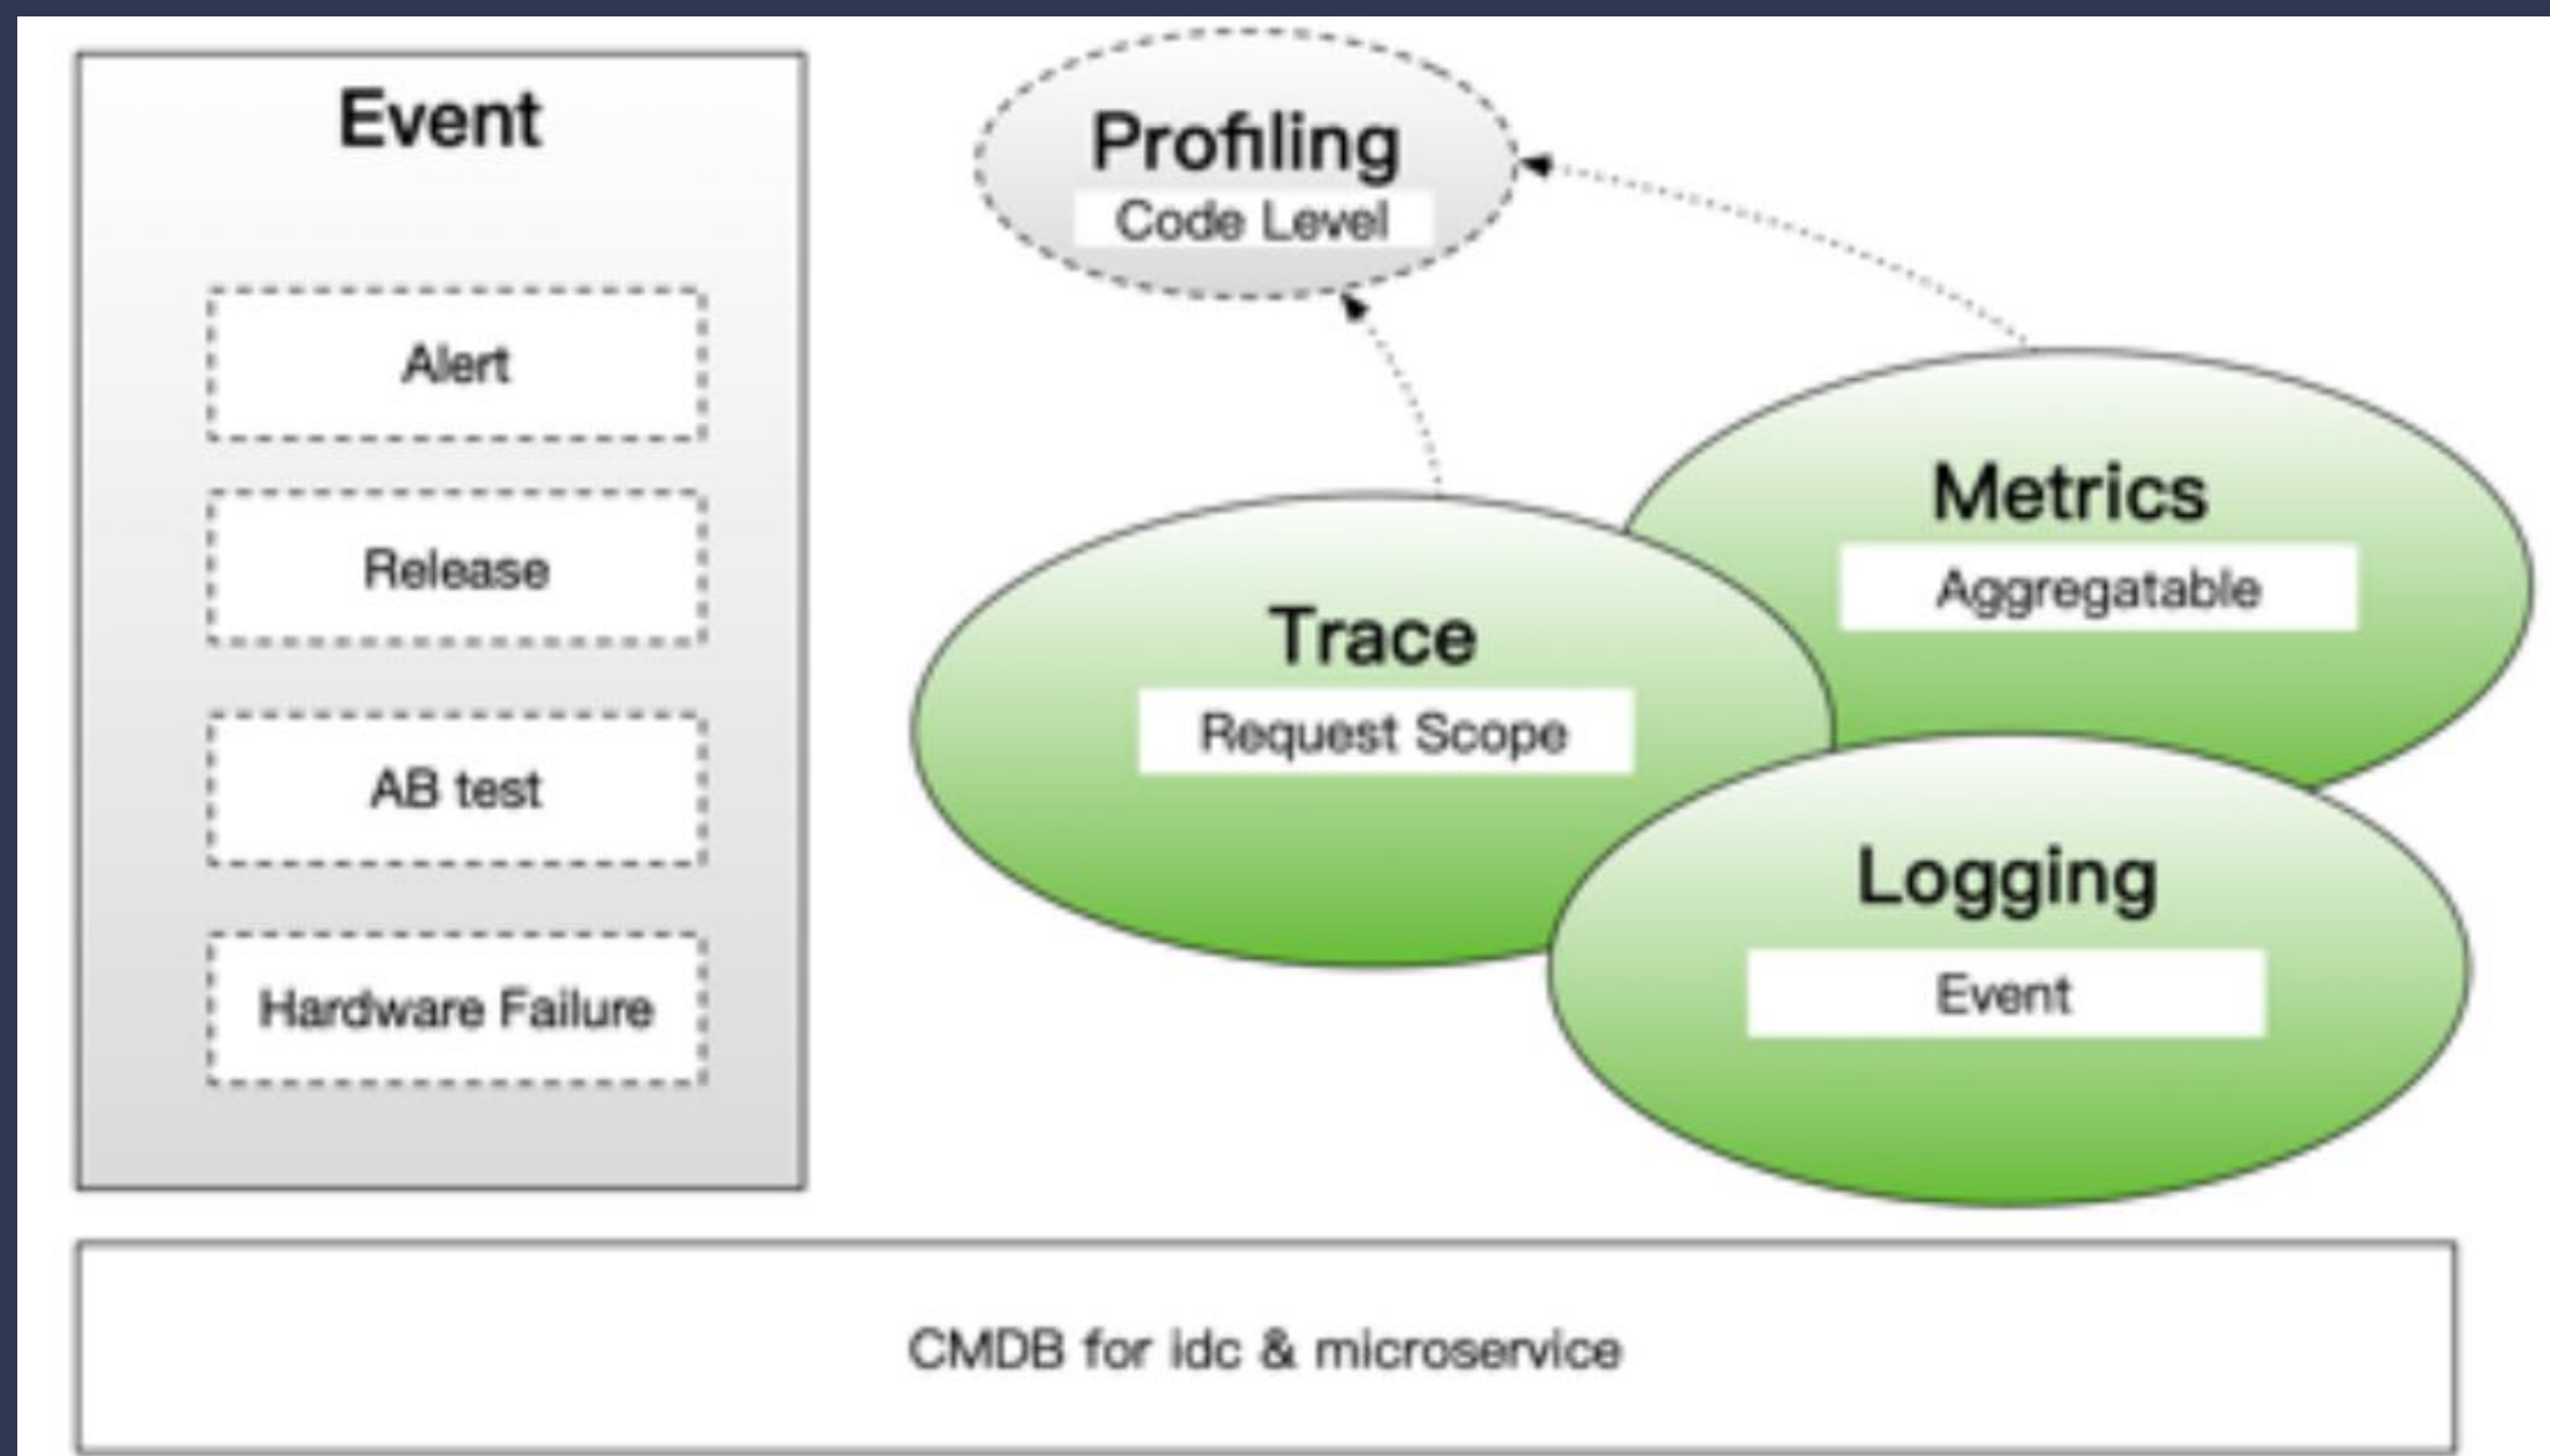 Event
Alert
Release
AB test
Hardware Failure
Profiling
Code Level
Metrics
Aggregatable
Trace
Request Scope
Logging
Event
CMDB for idc & microservice